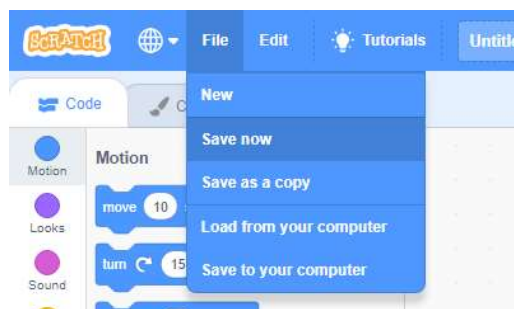 SCRATCH File Edit Tutorials
Code
New
Save now
Save as a copy
Load from your computer
Save to your computer
Motion
Motion
move 10
Looks
turn 15
Sound